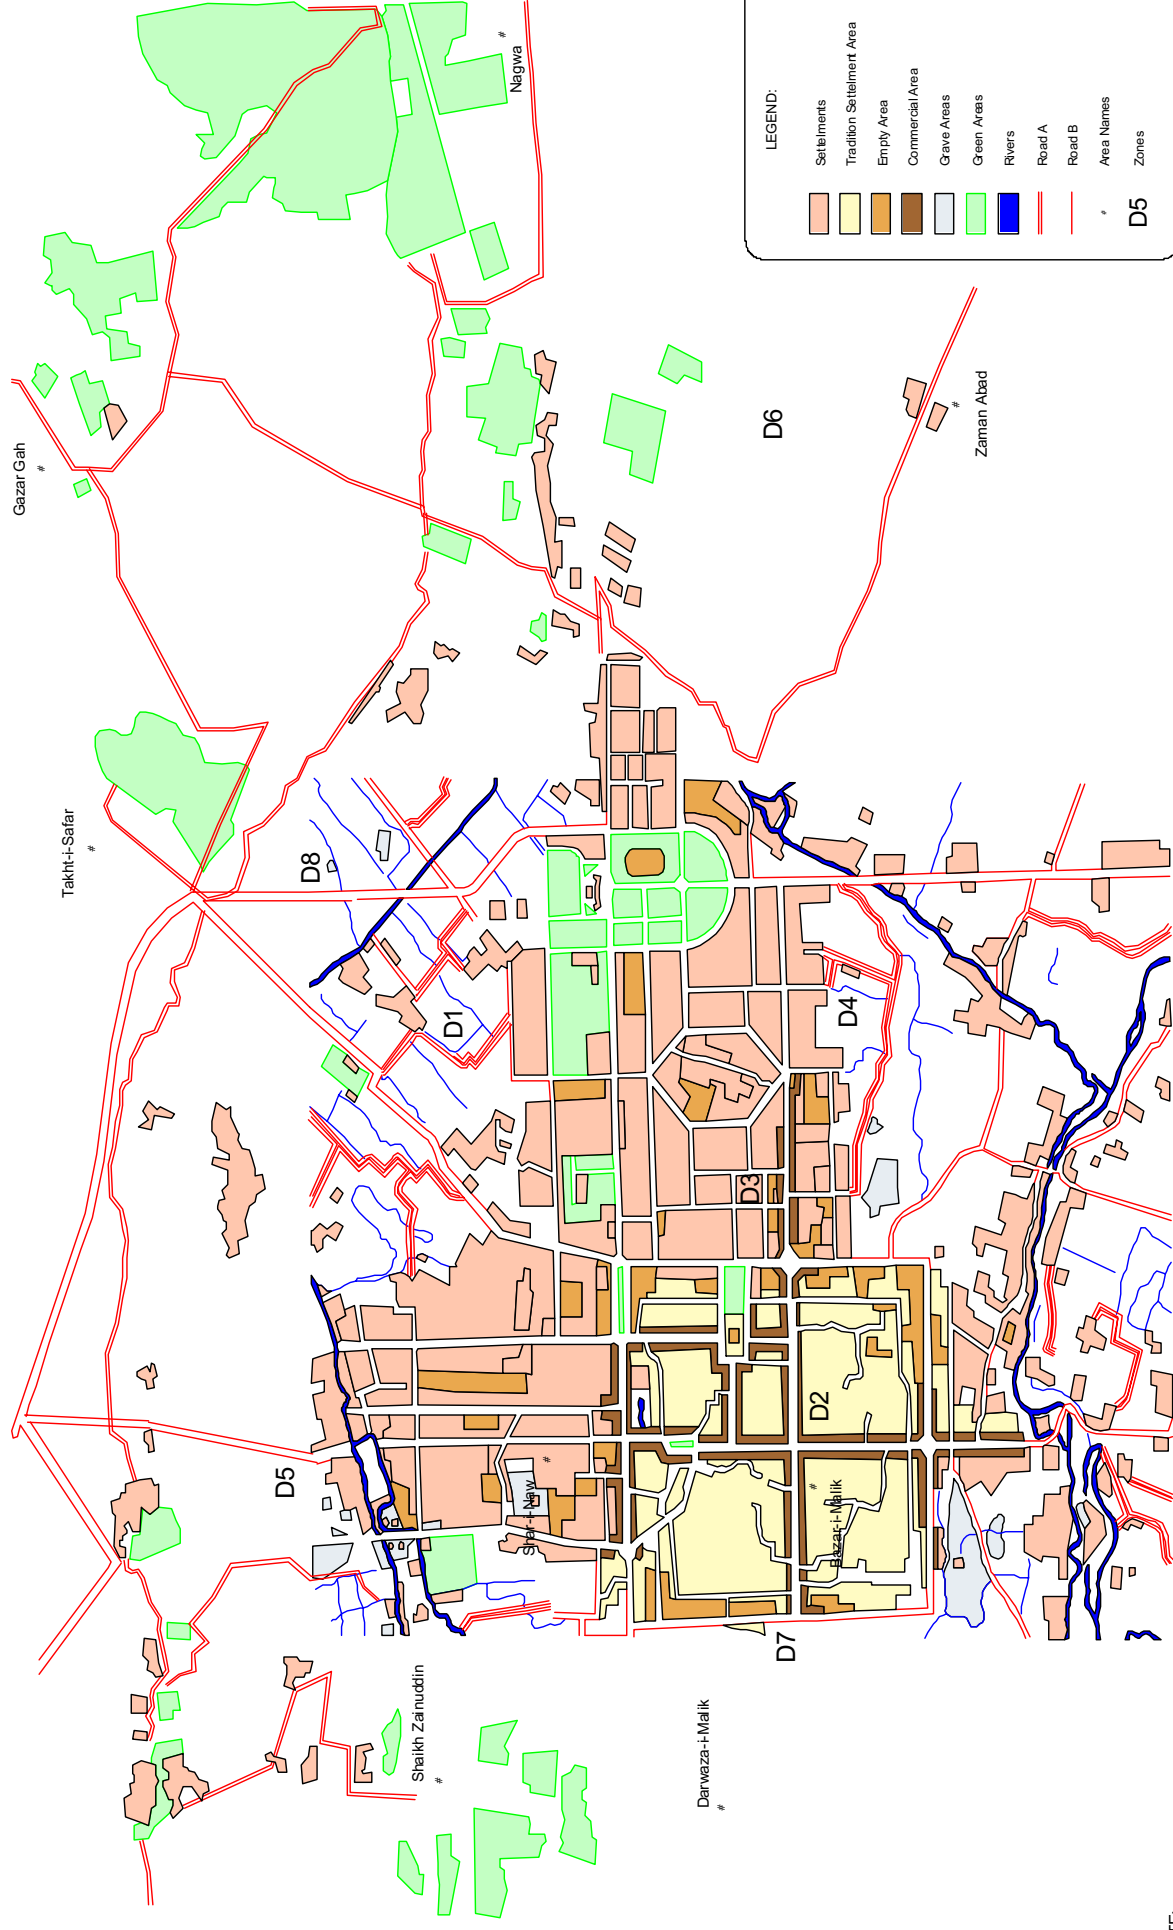 Nagwa
Gazar Gah
LEGEND:
Settelments
Tradition Settelment Area
Empty Area
Commercial Area
Grave Areas
Green Areas
Rivers
Road A
Road B
# Area Names
D5 Zones
D6
Zaman Abad
Takht-i-Safar
D8
D1
D4
D3
D2
D5
Shar-i-Naw
Bazar-i-Malik
D7
Shaikh Zainuddin
Darwaza-i-Malik